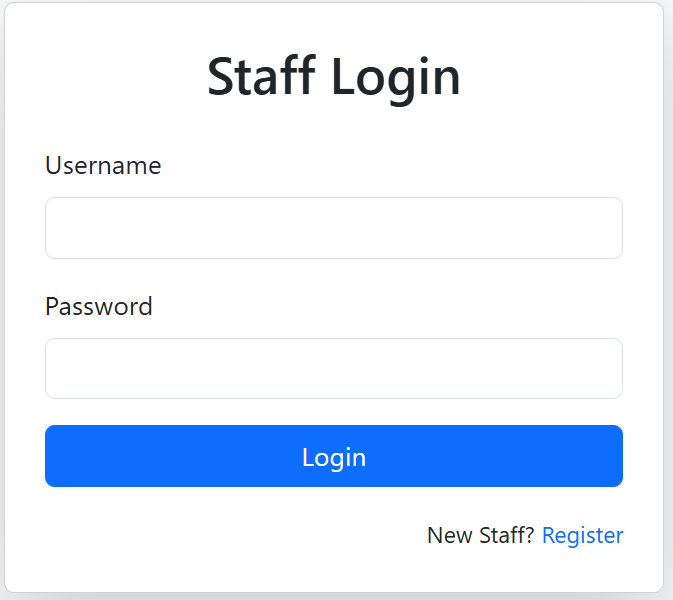 Staff Login
Username
Password
Login
New Staff? Register